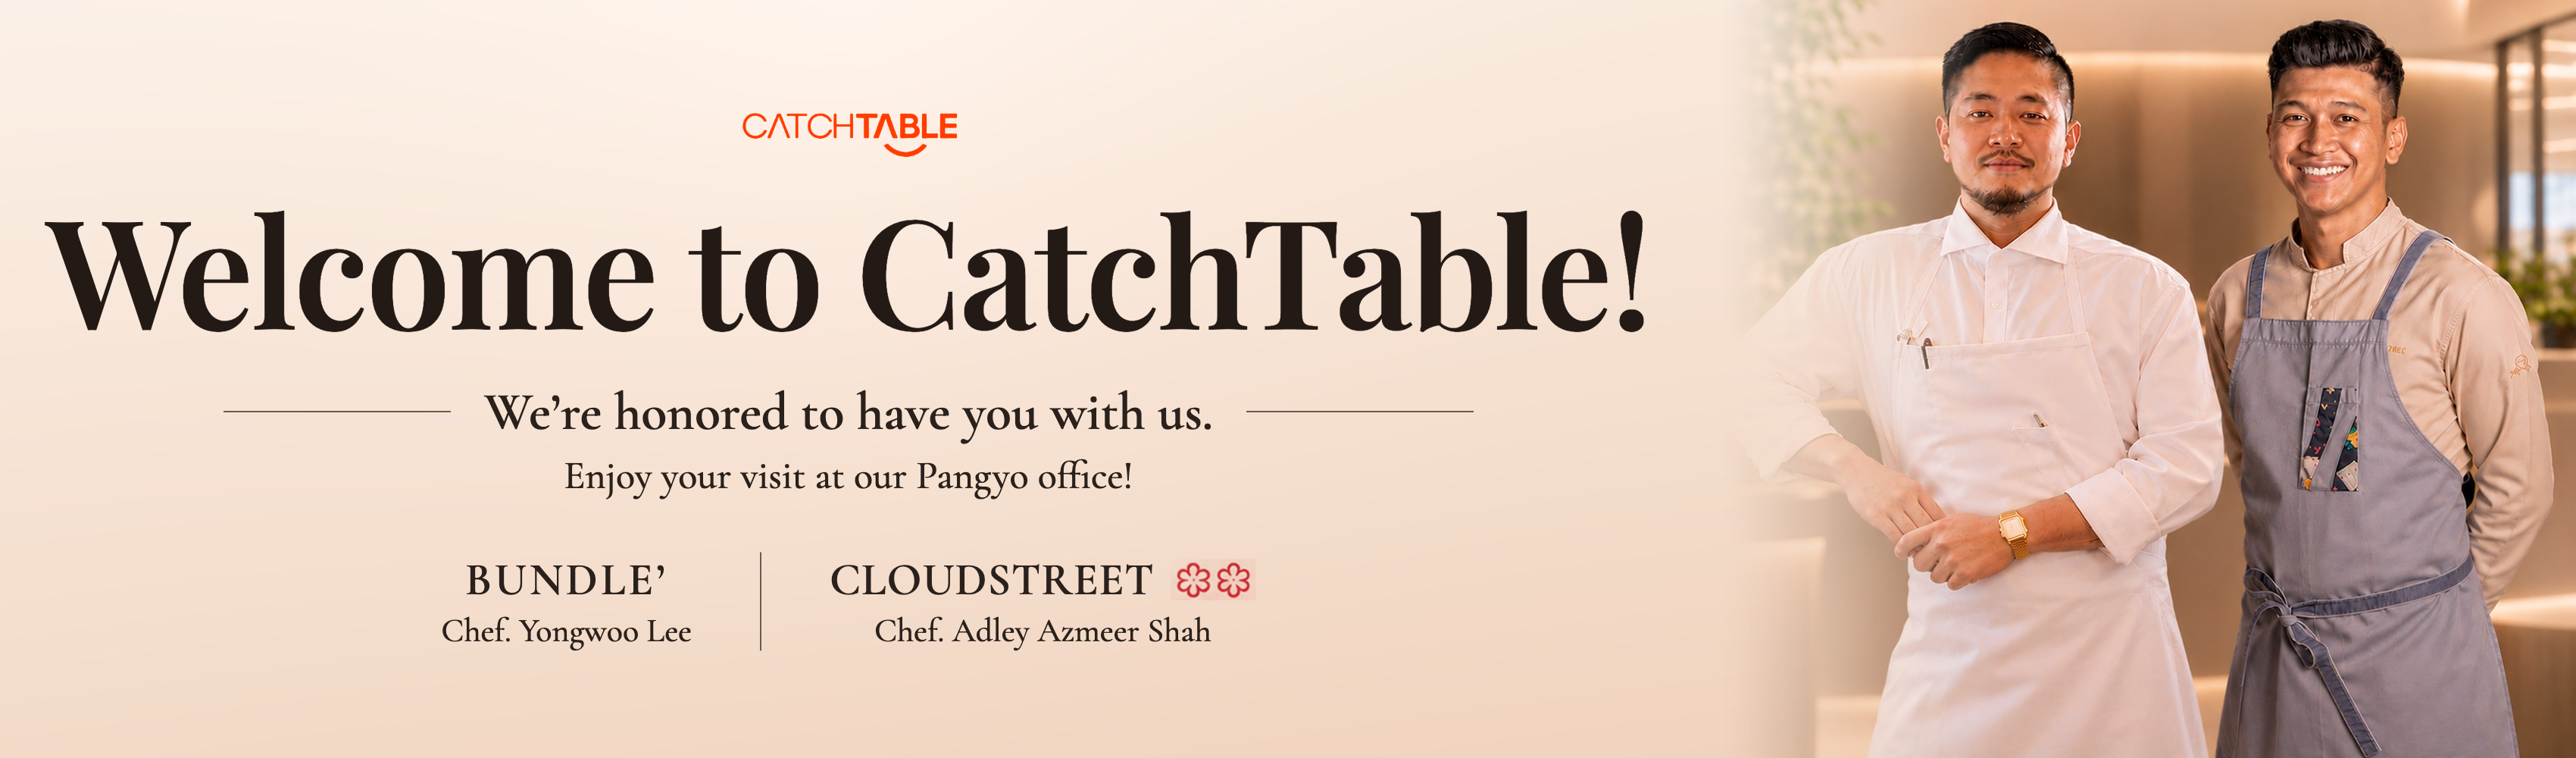 CATCHTABLE
Welcome to CatchTable!
We’re honored to have you with us.
Enjoy your visit at our Pangyo office!
BUNDLE’
Chef. Yongwoo Lee
CLOUDSTREET
Chef. Adley Azmeer Shah